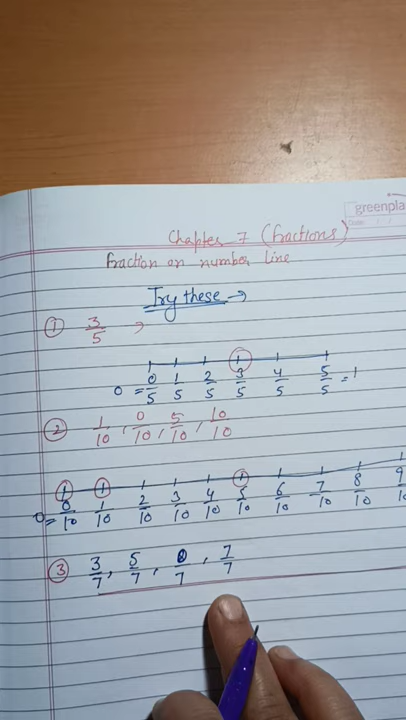 greenpla
Chapter 7 (fractions)
fraction on number line
Try these →
① 3/5 →
0 = 0/5 1/5 2/5 3/5 4/5 5/5 = 1
② 1/10, 0/10, 5/10, 10/10
0 = 0/10 1/10 2/10 3/10 4/10 5/10 6/10 7/10 8/10 9/10
③ 3/7, 5/7, 0/7, 7/7